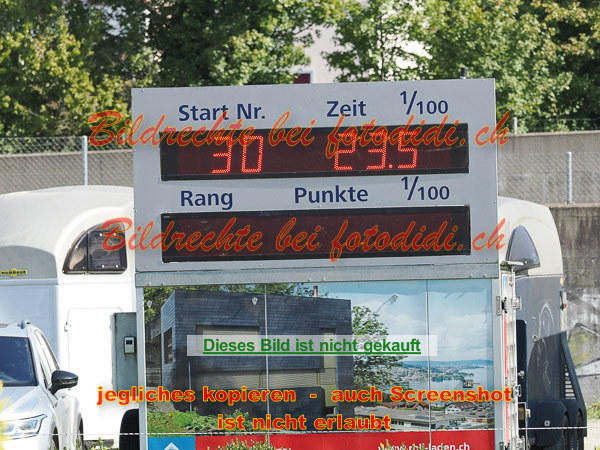 Start Nr. Zeit 1/100
Bildrechte bei fotodidi.ch
30 23.5
Rang Punkte 1/100
Bildrechte bei fotodidi.ch
Dieses Bild ist nicht gekauft
jegliches kopieren - auch Screenshot
ist nicht erlaubt